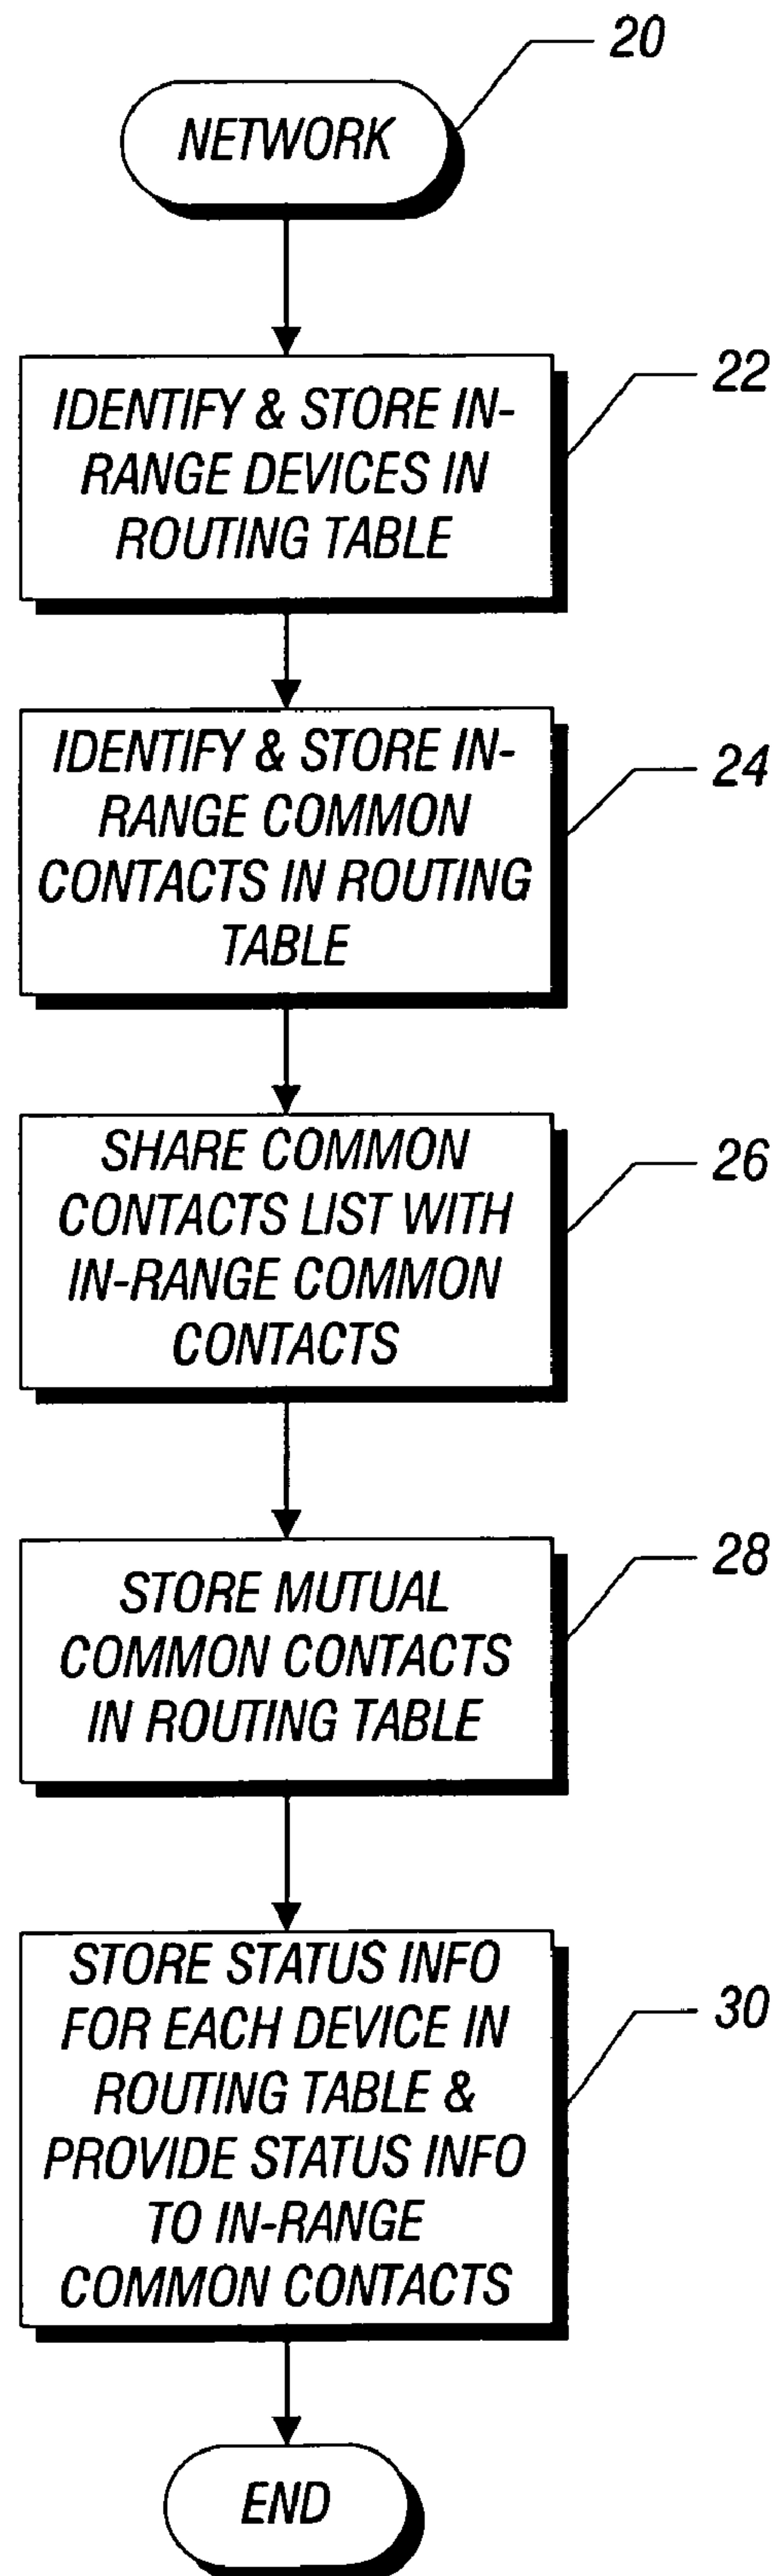 20
NETWORK
22
IDENTIFY & STORE IN-
RANGE DEVICES IN
ROUTING TABLE
24
IDENTIFY & STORE IN-
RANGE COMMON
CONTACTS IN ROUTING
TABLE
26
SHARE COMMON
CONTACTS LIST WITH
IN-RANGE COMMON
CONTACTS
28
STORE MUTUAL
COMMON CONTACTS
IN ROUTING TABLE
30
STORE STATUS INFO
FOR EACH DEVICE IN
ROUTING TABLE &
PROVIDE STATUS INFO
TO IN-RANGE
COMMON CONTACTS
END